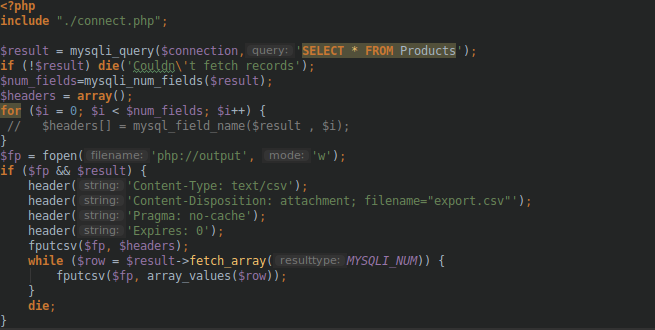 <?php
include "./connect.php";
$result = mysqli_query($connection, query: 'SELECT * FROM Products');
if (!$result) die('Couldn\'t fetch records');
$num_fields=mysqli_num_fields($result);
$headers = array();
for ($i = 0; $i < $num_fields; $i++) {
//   $headers[] = mysql_field_name($result , $i);
}
$fp = fopen( filename: 'php://output', mode: 'w');
if ($fp && $result) {
header( string: 'Content-Type: text/csv');
header( string: 'Content-Disposition: attachment; filename="export.csv"');
header( string: 'Pragma: no-cache');
header( string: 'Expires: 0');
fputcsv($fp, $headers);
while ($row = $result->fetch_array( resulttype: MYSQLI_NUM)) {
fputcsv($fp, array_values($row));
}
die;
}